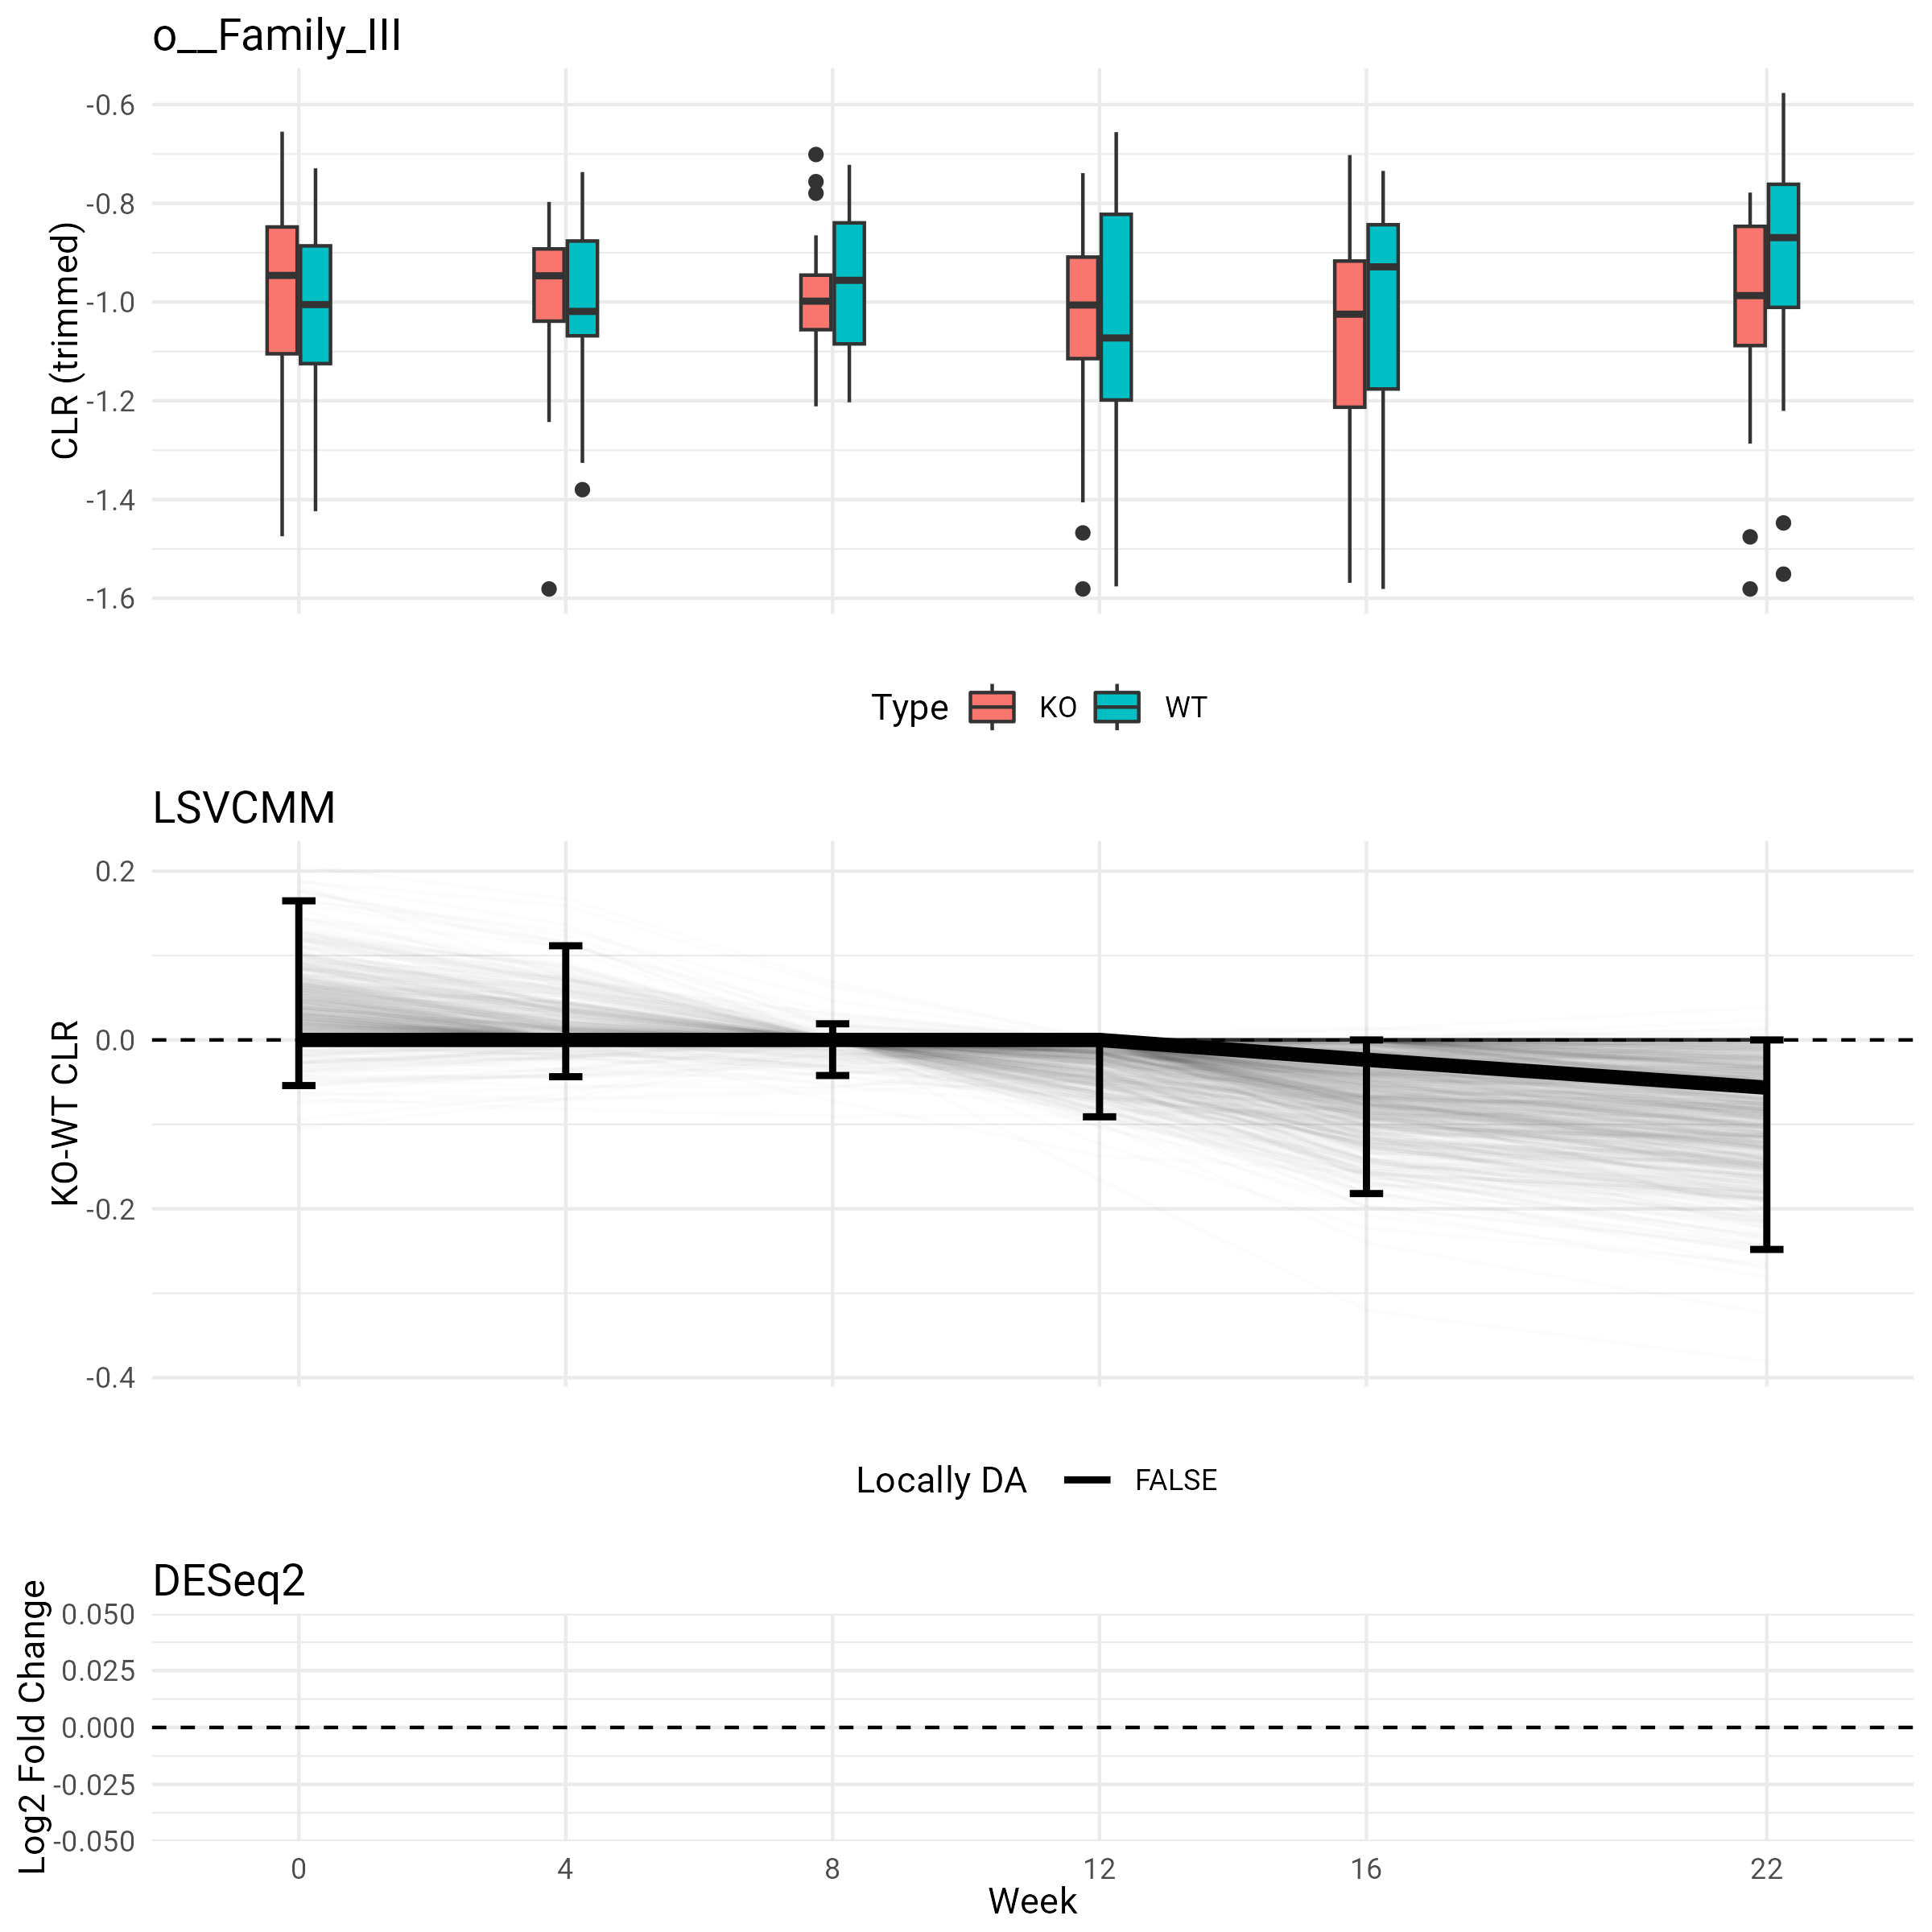 o__Family_III
CLR (trimmed)
-0.6
-0.8
-1.0
-1.2
-1.4
-1.6
Type KO WT
LSVCMM
KO-WT CLR
0.2
0.0
-0.2
-0.4
Locally DA FALSE
DESeq2
Log2 Fold Change
0.050
0.025
0.000
-0.025
-0.050
0 4 8 12 16 22
Week